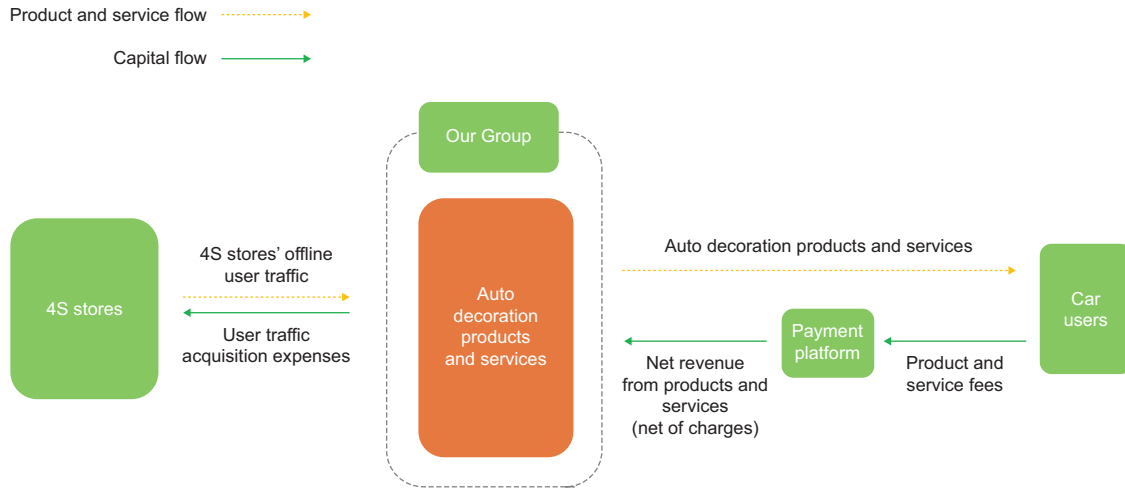 Product and service flow
Capital flow
Our Group
4S stores
4S stores’ offline
user traffic
User traffic
acquisition expenses
Auto
decoration
products
and services
Auto decoration products and services
Net revenue
from products and
services
(net of charges)
Payment
platform
Product and
service fees
Car
users